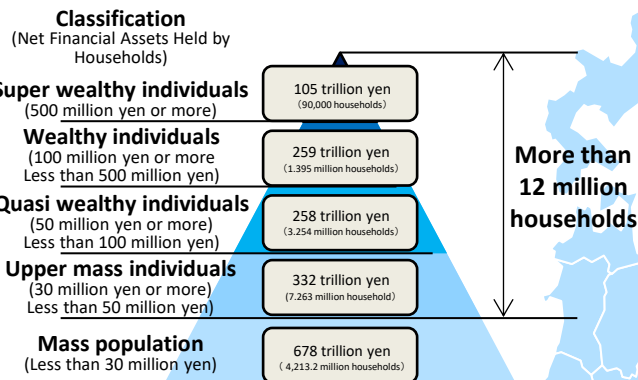 Classification
(Net Financial Assets Held by
Households)
Super wealthy individuals
(500 million yen or more)
105 trillion yen
(90,000 households)
Wealthy individuals
(100 million yen or more
Less than 500 million yen)
259 trillion yen
(1.395 million households)
Quasi wealthy individuals
(50 million yen or more)
Less than 100 million yen)
258 trillion yen
(3.254 million households)
Upper mass individuals
(30 million yen or more)
Less than 50 million yen)
332 trillion yen
(7.263 million household)
Mass population
(Less than 30 million yen)
678 trillion yen
( 4,213.2 million households)
More than
12 million
households